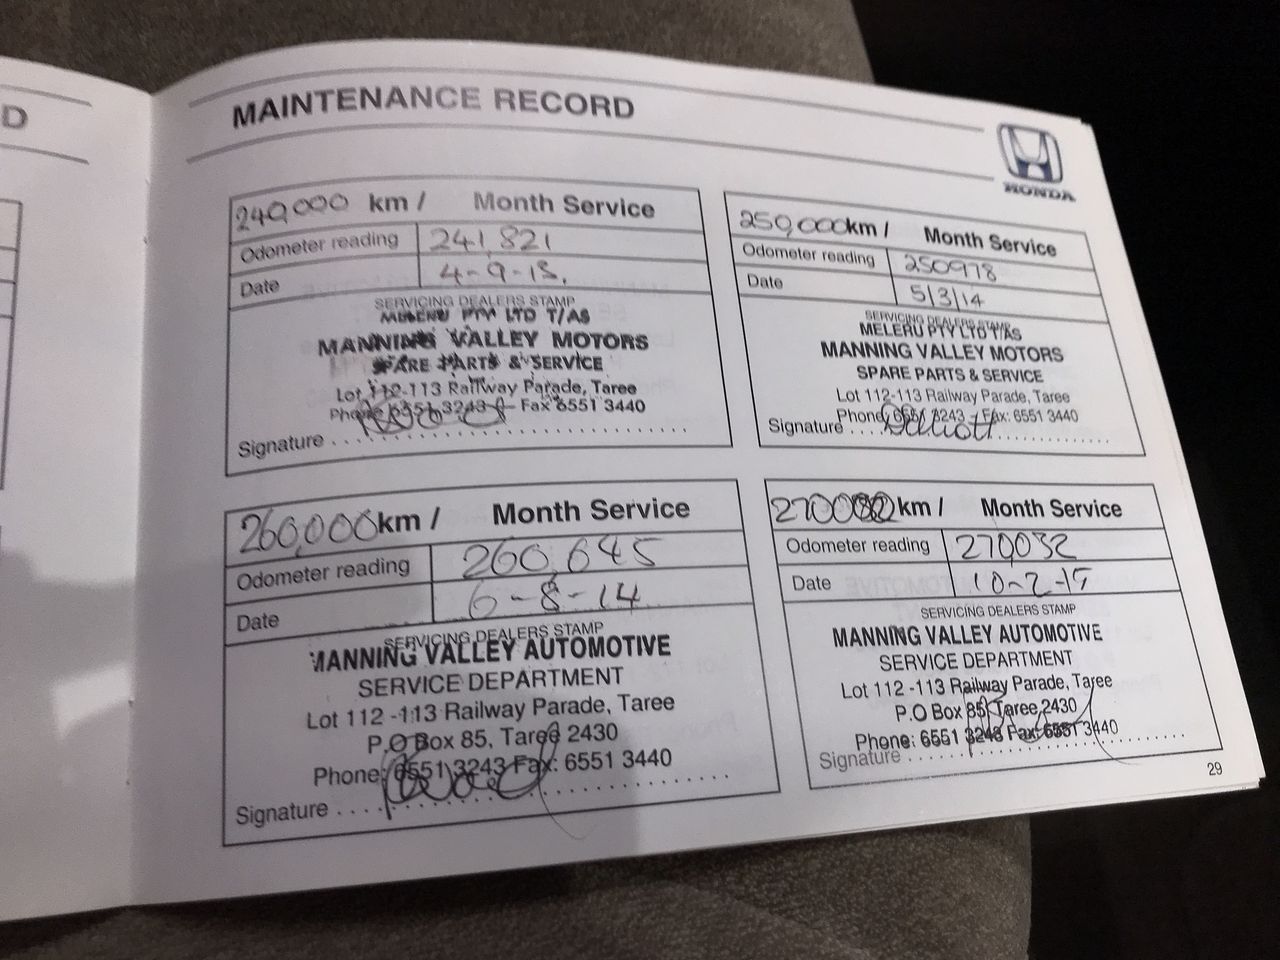 D
MAINTENANCE RECORD
HONDA
240,000 km / Month Service
Odometer reading 241,821
Date 4-9-13.
SERVICING DEALERS STAMP
MELERU PTY LTD T/AS
MANNING VALLEY MOTORS
SPARE PARTS & SERVICE
Lot 112-113 Railway Parade, Taree
Phone 6551 3243 Fax 6551 3440
Signature
250,000km / Month Service
Odometer reading 250978
Date 5/3/14
SERVICING DEALERS STAMP
MELERU PTY LTD T/AS
MANNING VALLEY MOTORS
SPARE PARTS & SERVICE
Lot 112-113 Railway Parade, Taree
Phone: 6551 3243 Fax: 6551 3440
Signature
260,000km / Month Service
Odometer reading 260,645
Date 6-8-14
SERVICING DEALERS STAMP
MANNING VALLEY AUTOMOTIVE
SERVICE DEPARTMENT
Lot 112 -113 Railway Parade, Taree
P.O Box 85, Taree 2430
Phone: 6551 3243 Fax: 6551 3440
Signature
km / Month Service
Odometer reading 270,032
Date 10-2-15
SERVICING DEALERS STAMP
MANNING VALLEY AUTOMOTIVE
SERVICE DEPARTMENT
Lot 112 -113 Railway Parade, Taree
P.O Box 85, Taree 2430
Phone: 6551 3243 Fax: 6551 3440
Signature
29